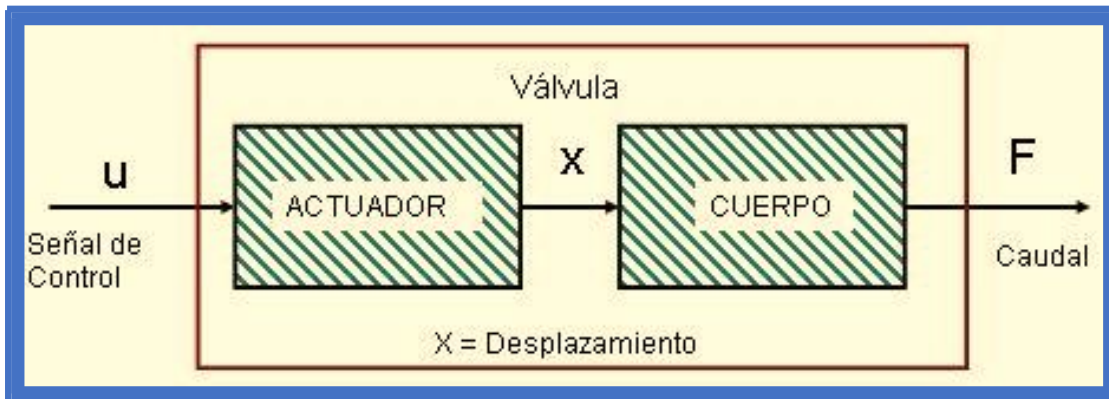 Válvula
u
x
F
ACTUADOR
CUERPO
Señal de
Control
Caudal
X = Desplazamiento